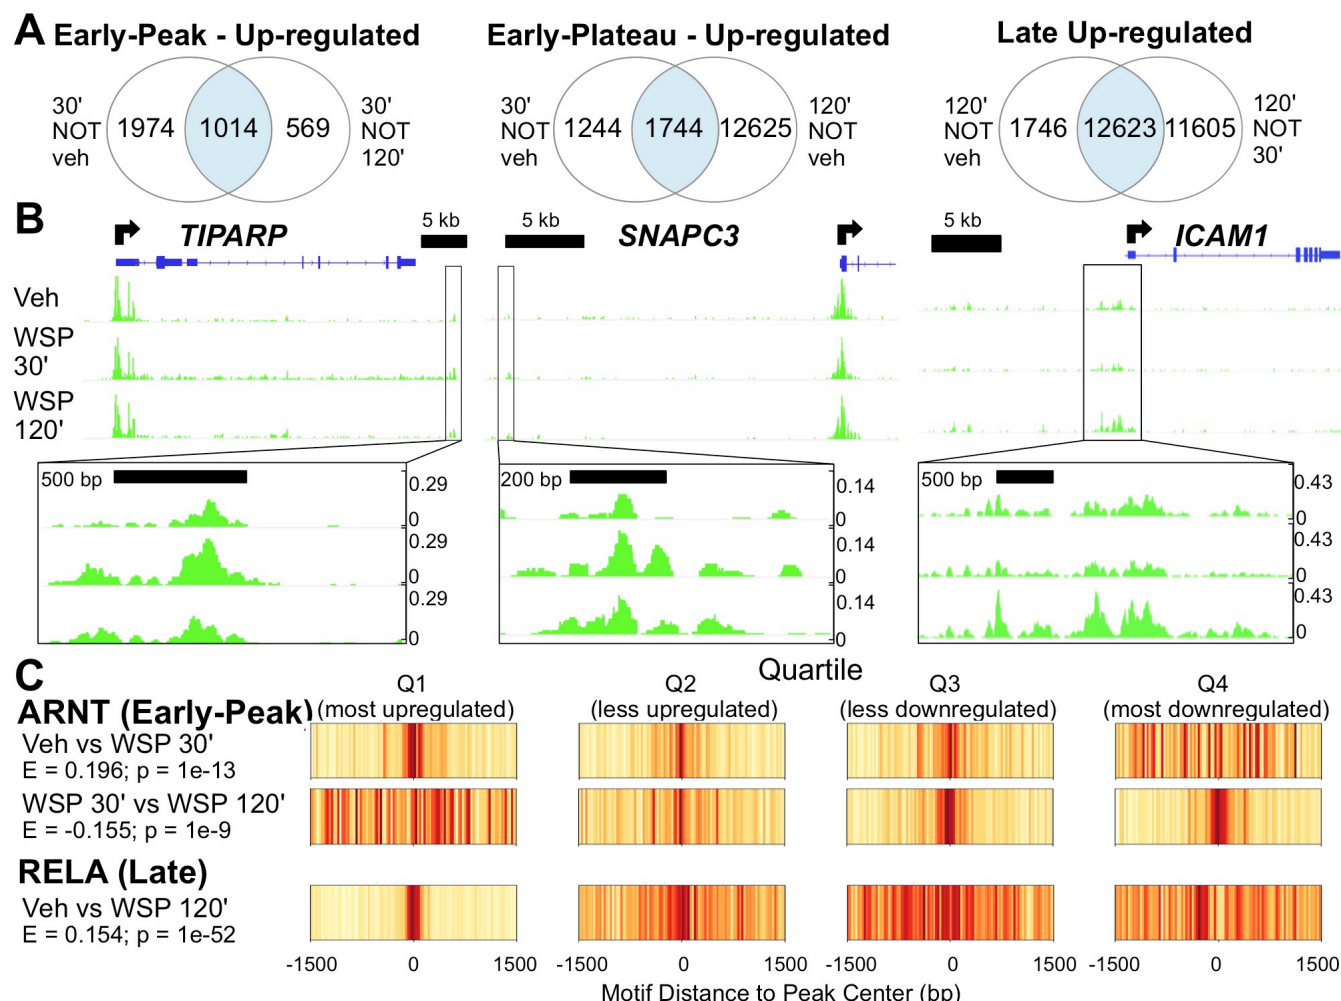 A
Early-Peak - Up-regulated
Early-Plateau - Up-regulated
Late Up-regulated
30'
NOT
veh
1974
1014
569
30'
NOT
120'
30'
NOT
veh
1244
1744
12625
120'
NOT
veh
120'
NOT
veh
1746
12623
11605
120'
NOT
30'
B
TIPARP
5 kb
5 kb
SNAPC3
5 kb
ICAM1
Veh
WSP
30'
WSP
120'
500 bp
0.29
0
0.29
0
0.29
0
200 bp
0.14
0
0.14
0
0.14
0
500 bp
0.43
0
0.43
0
0.43
0
C
Quartile
Q1
(most upregulated)
Q2
(less upregulated)
Q3
(less downregulated)
Q4
(most downregulated)
ARNT (Early-Peak)
Veh vs WSP 30'
E = 0.196; p = 1e-13
WSP 30' vs WSP 120'
E = -0.155; p = 1e-9
RELA (Late)
Veh vs WSP 120'
E = 0.154; p = 1e-52
-1500 0 1500
-1500 0 1500
-1500 0 1500
-1500 0 1500
Motif Distance to Peak Center (bp)